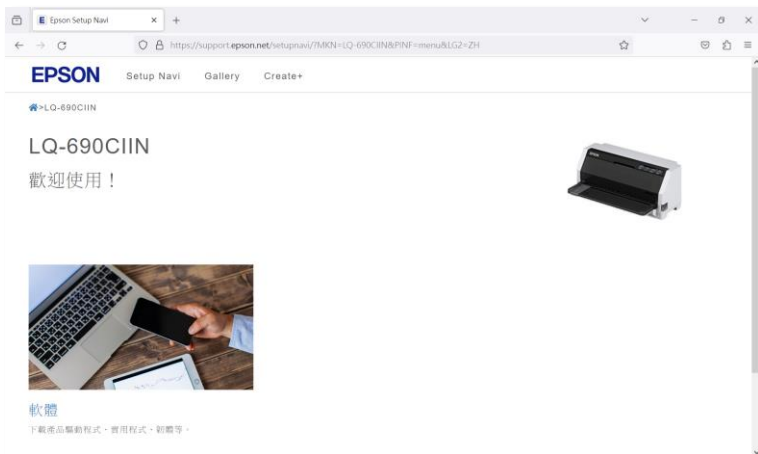 Epson Setup Navi
https://support.epson.net/setupnavi/?MKN=LQ-690CIIN&PINF=menu&LG2=ZH
EPSON Setup Navi Gallery Create+
>LQ-690CIIN
LQ-690CIIN
歡迎使用！
軟體
下載產品驅動程式、實用程式、韌體等。